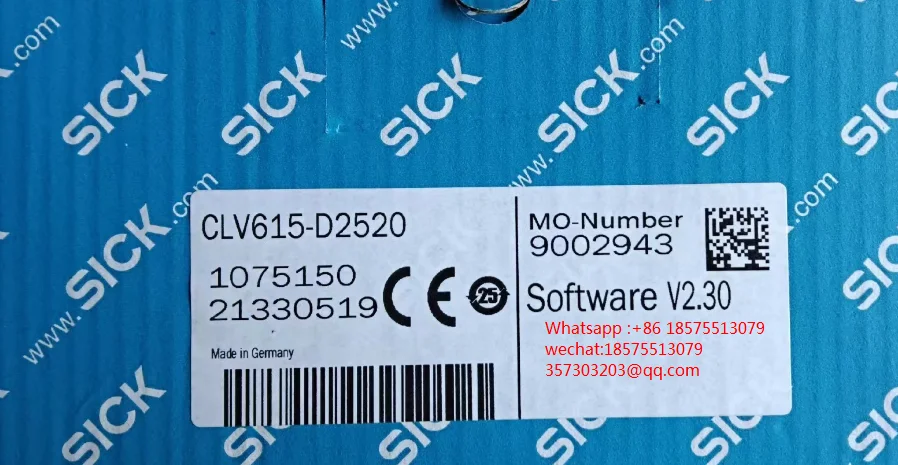 www.sick.com
SICK
CLV615-D2520
1075150
21330519
CE
25
Made in Germany
MO-Number
9002943
Software V2.30
Whatsapp :+86 18575513079
wechat:18575513079
357303203@qq.com